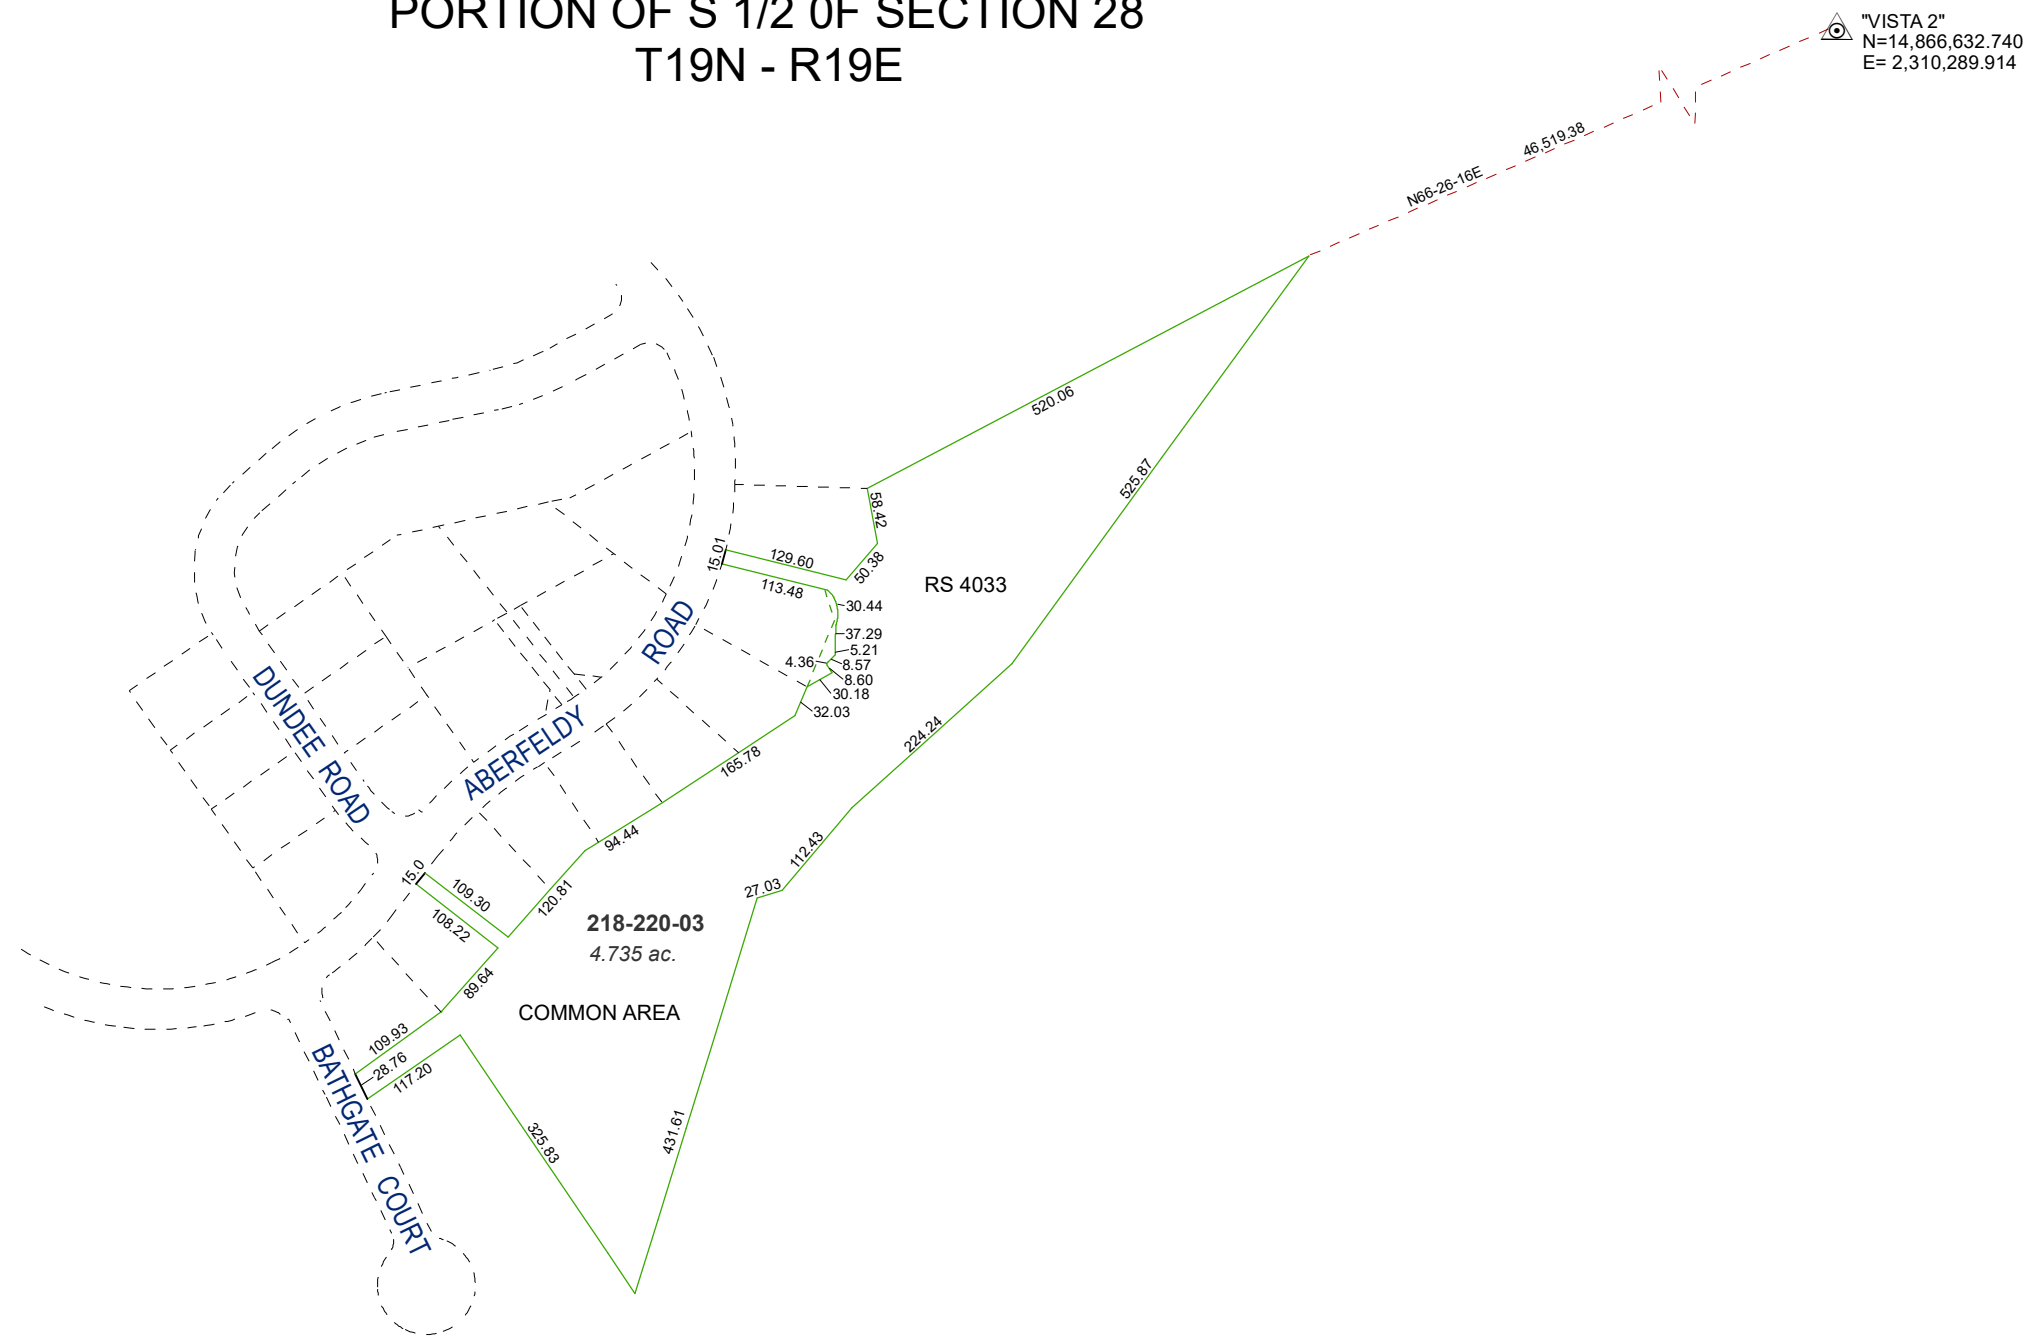 PORTION OF S 1/2 0F SECTION 28
T19N - R19E
"VISTA 2"
N=14,866,632.740
E= 2,310,289.914
46,519.38
N66-26-16E
520.06
525.87
58.42
15.01
129.60
50.38
113.48
RS 4033
30.44
37.29
5.21
4.36
8.57
8.60
30.18
32.03
ROAD
ABERFELDY
DUNDEE ROAD
165.78
224.24
94.44
112.43
27.03
15.0
109.30
108.22
120.81
218-220-03
4.735 ac.
89.64
COMMON AREA
109.93
28.76
117.20
BATHGATE COURT
325.83
431.61